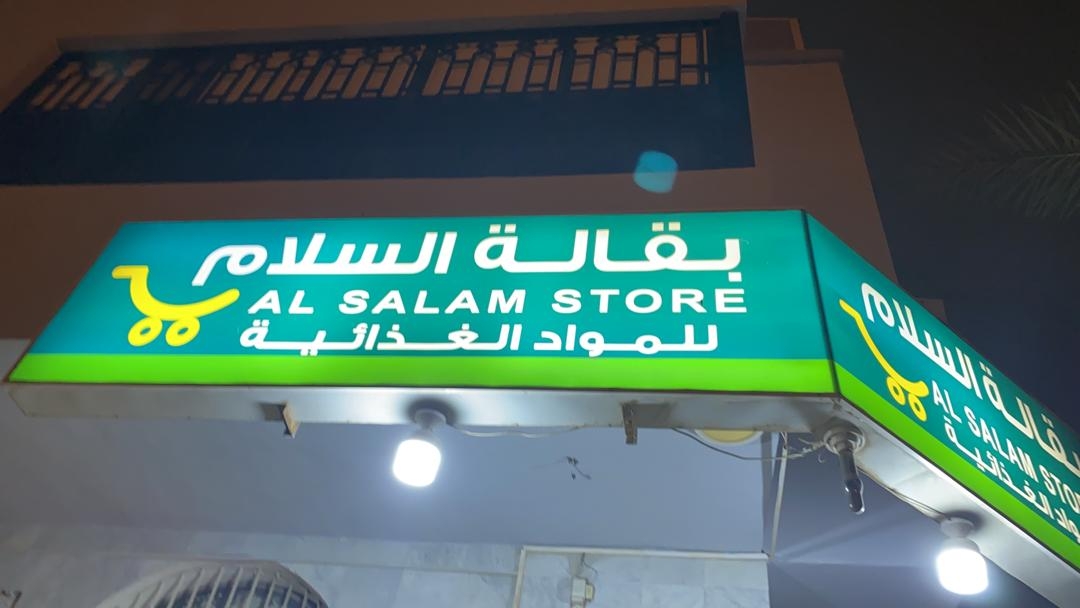 بقالة السلام
AL SALAM STORE
للمواد الغذائية
بقالة السلام
AL SALAM STO